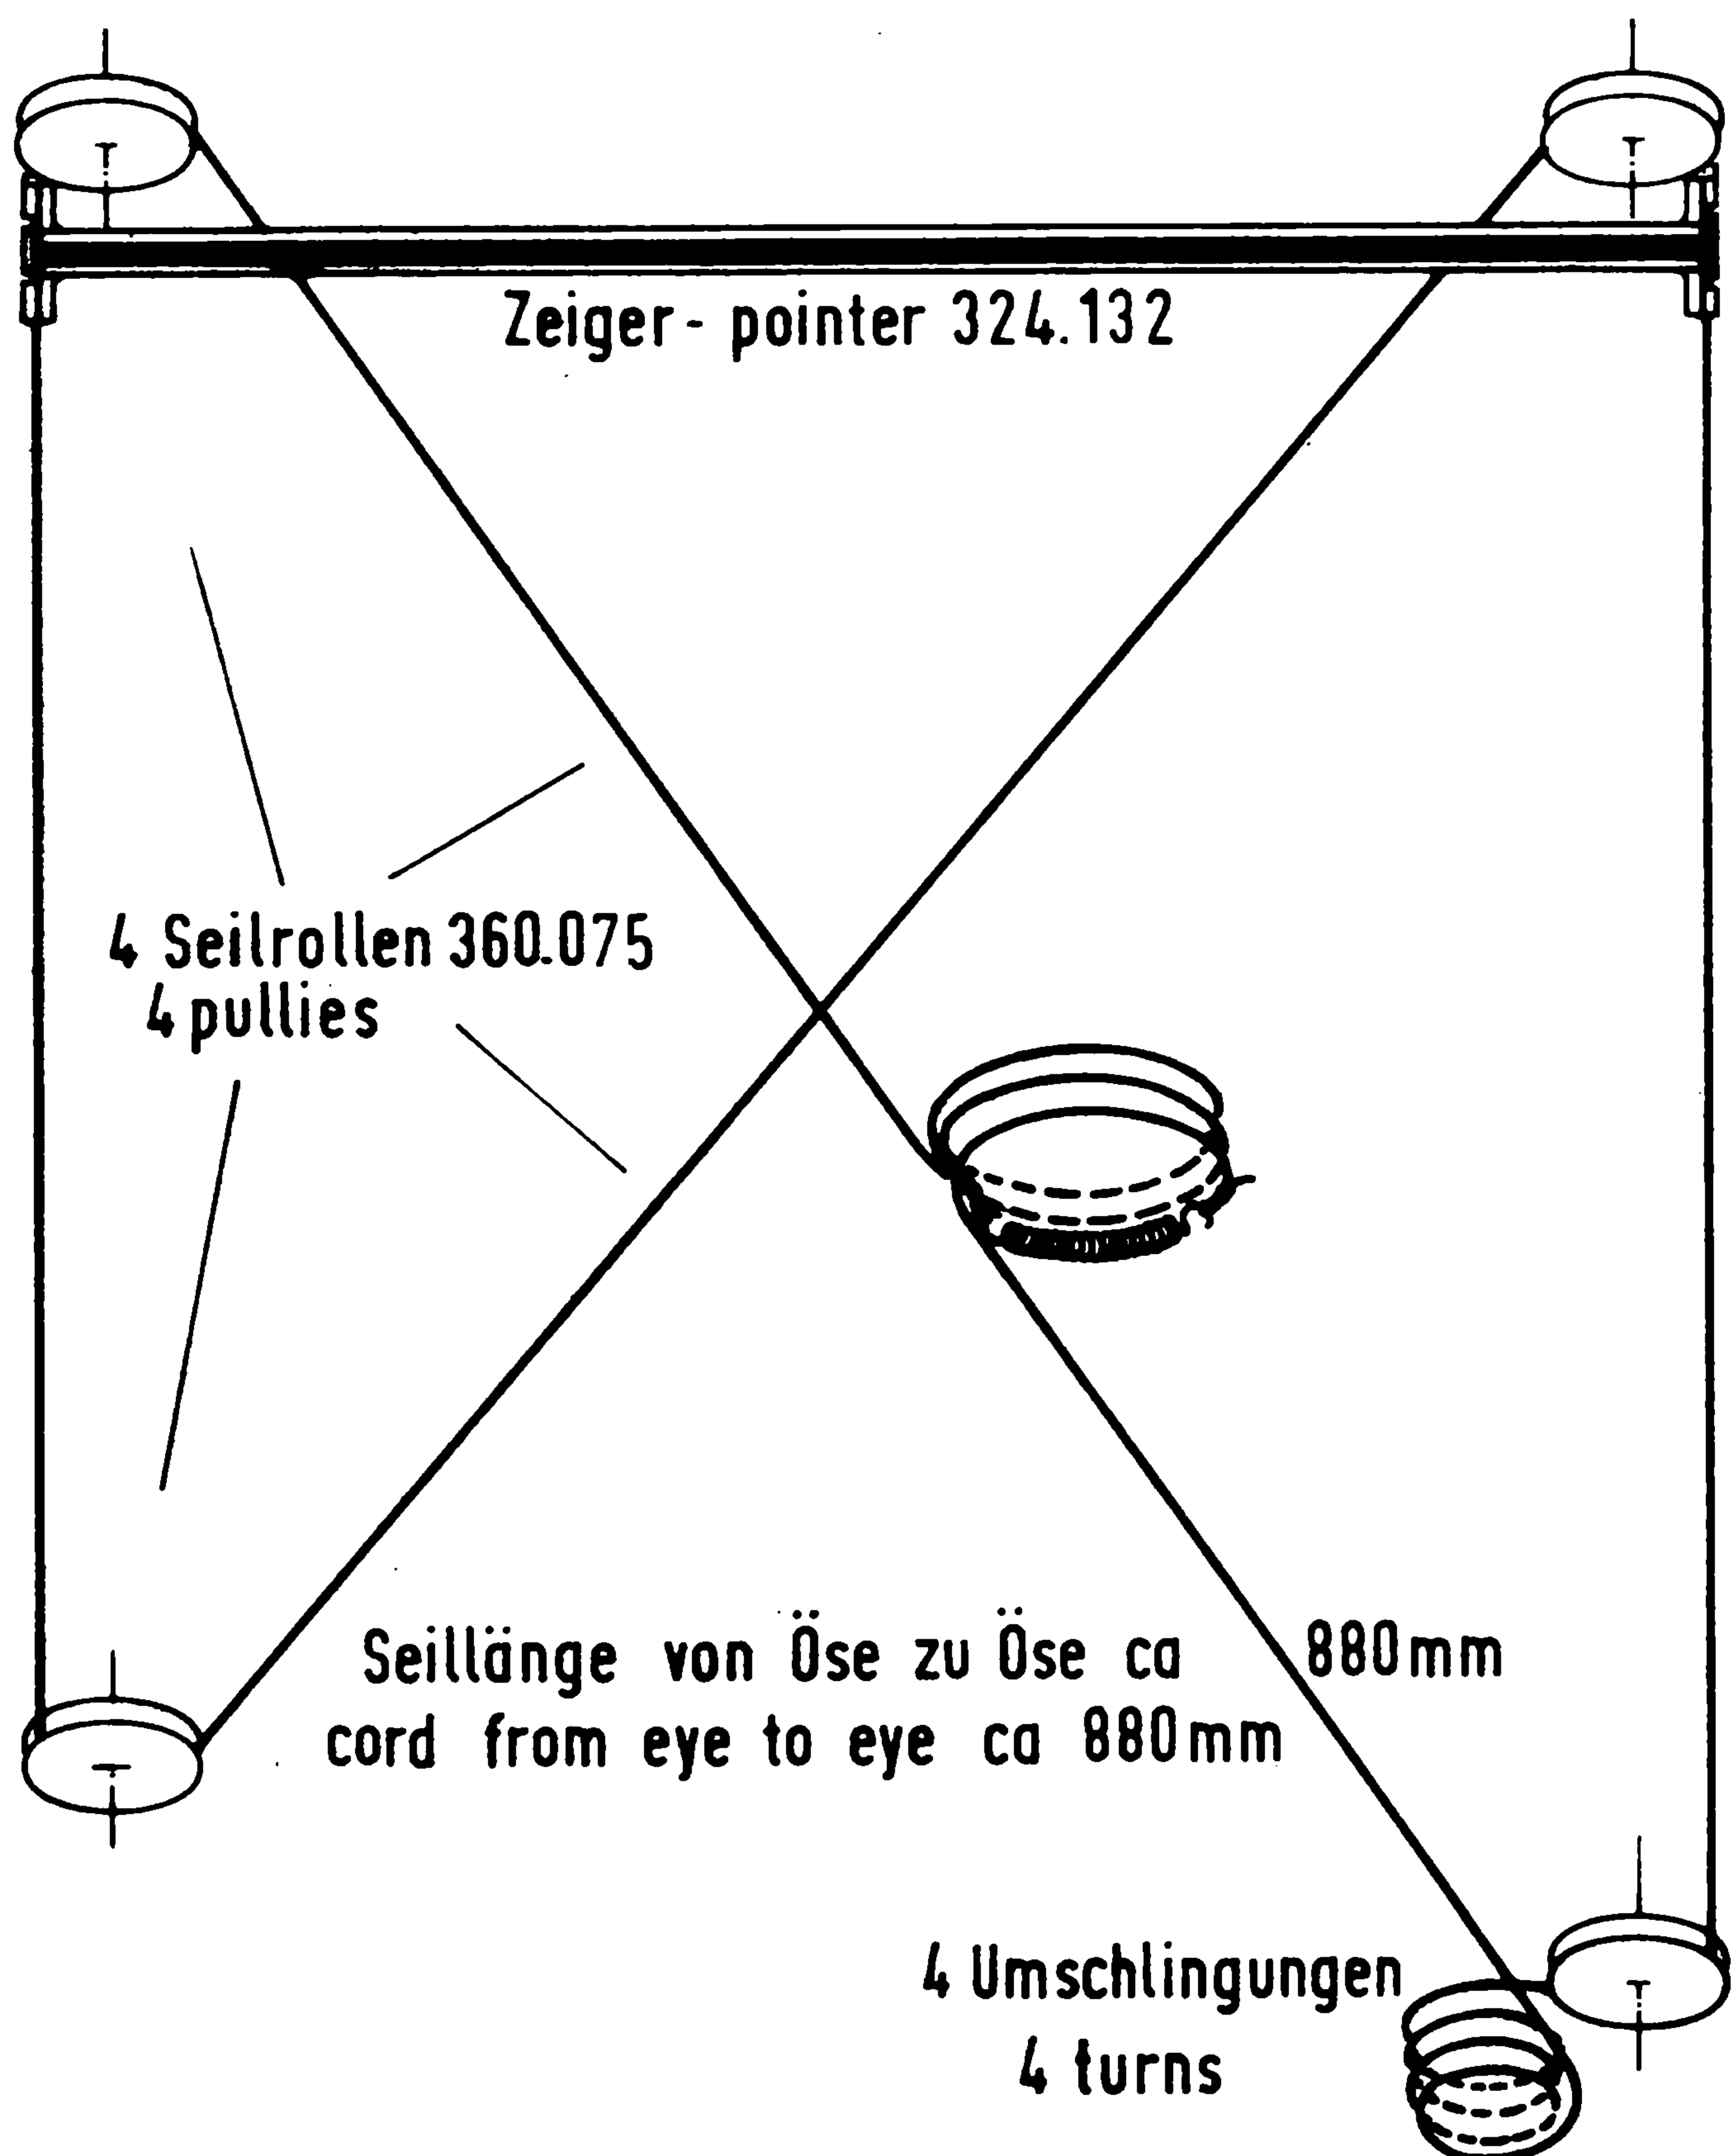 Zeiger - pointer 324.132
4 Seilrollen 360.075
4 pullies
Seillänge von Öse zu Öse ca 880mm
cord from eye to eye ca 880mm
4 Umschlingungen
4 turns